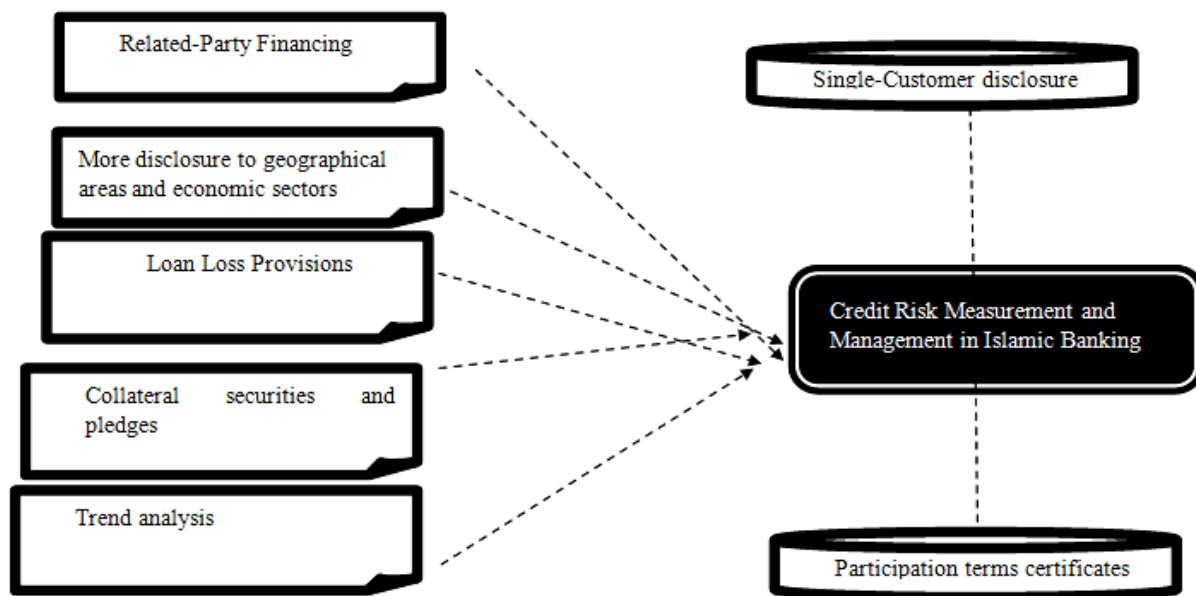 Related-Party Financing
More disclosure to geographical
areas and economic sectors
Loan Loss Provisions
Collateral securities and
pledges
Trend analysis
Single-Customer disclosure
Credit Risk Measurement and
Management in Islamic Banking
Participation terms certificates